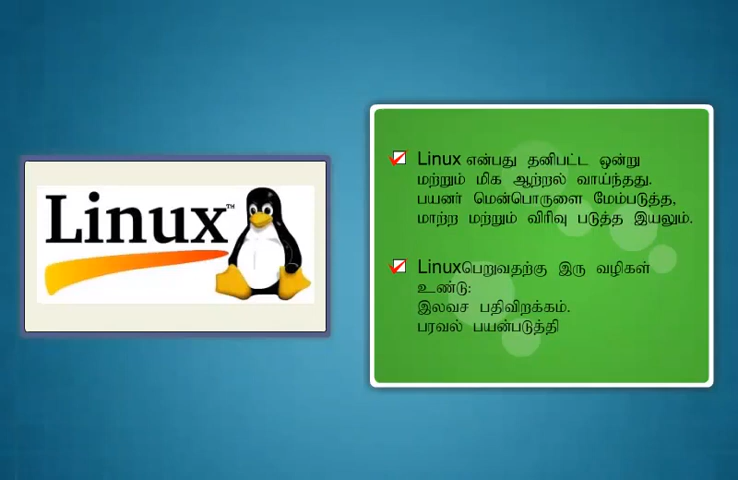 Linux™
Linux என்பது தனிபட்ட ஒன்று
மற்றும் மிக ஆற்றல் வாய்ந்தது.
பயனர் மென்பொருளை மேம்படுத்த,
மாற்ற மற்றும் விரிவு படுத்த இயலும்.
Linuxபெறுவதற்கு இரு வழிகள்
உண்டு:
இலவச பதிவிறக்கம்.
பரவல் பயன்படுத்தி